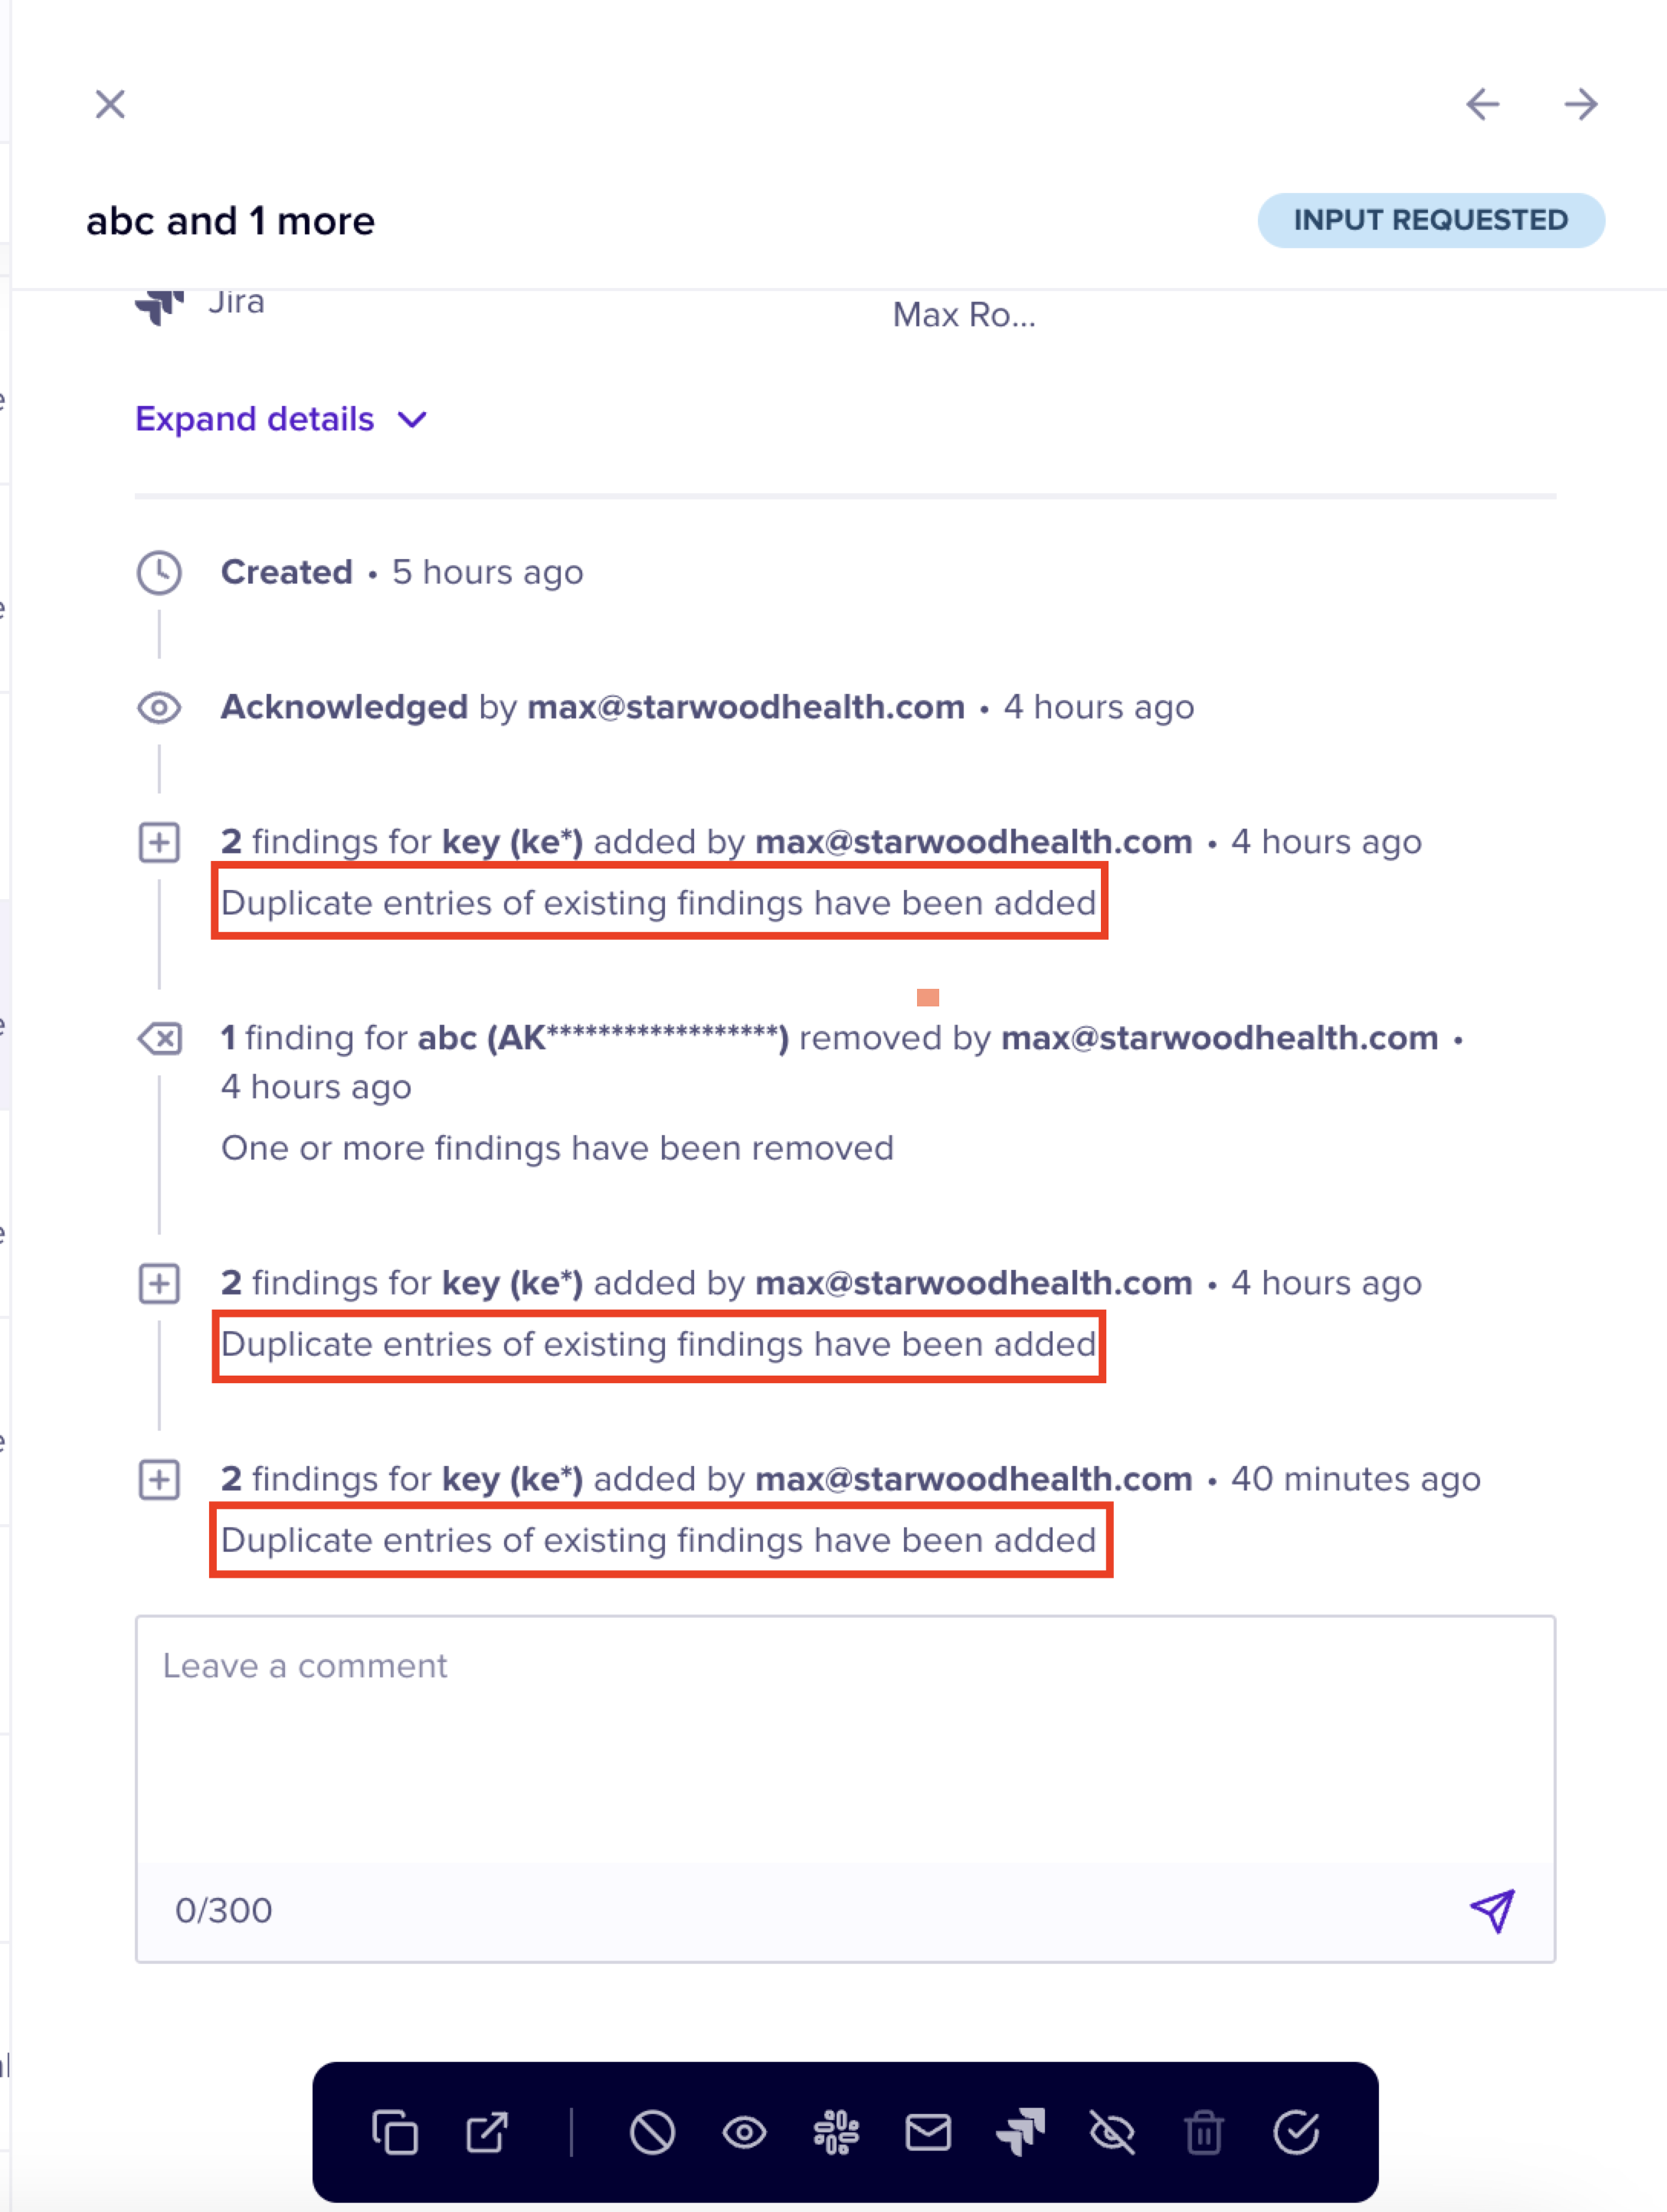 abc and 1 more
INPUT REQUESTED
Jira
Max Ro...
Expand details
Created • 5 hours ago
Acknowledged by max@starwoodhealth.com • 4 hours ago
2 findings for key (ke*) added by max@starwoodhealth.com • 4 hours ago
Duplicate entries of existing findings have been added
1 finding for abc (AK******************) removed by max@starwoodhealth.com •
4 hours ago
One or more findings have been removed
2 findings for key (ke*) added by max@starwoodhealth.com • 4 hours ago
Duplicate entries of existing findings have been added
2 findings for key (ke*) added by max@starwoodhealth.com • 40 minutes ago
Duplicate entries of existing findings have been added
Leave a comment
0/300